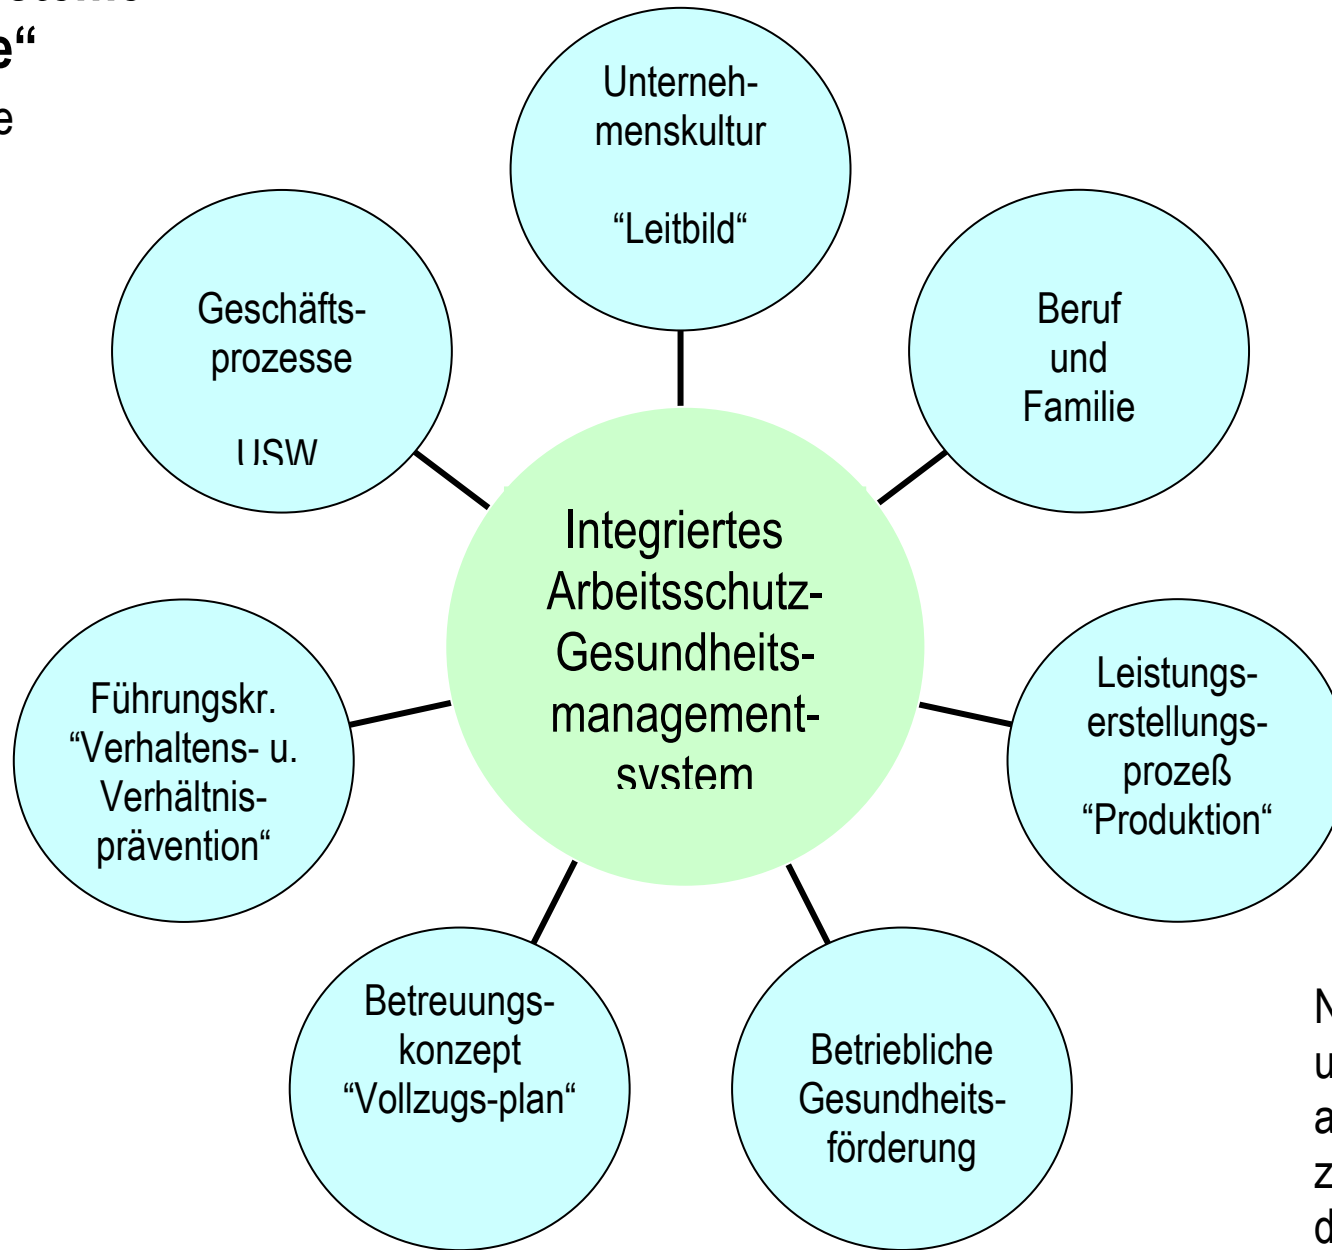 e“
e
Unterneh-
menskultur
“Leitbild“
Geschäfts-
prozesse
USW
Beruf
und
Familie
Integriertes
Arbeitsschutz-
Gesundheits-
management-
system
Führungskr.
“Verhaltens- u.
Verhältnis-
prävention“
Leistungs-
erstellungs-
prozeß
“Produktion“
Betreuungs-
konzept
“Vollzugs-plan“
Betriebliche
Gesundheits-
förderung
N
u
a
z
d